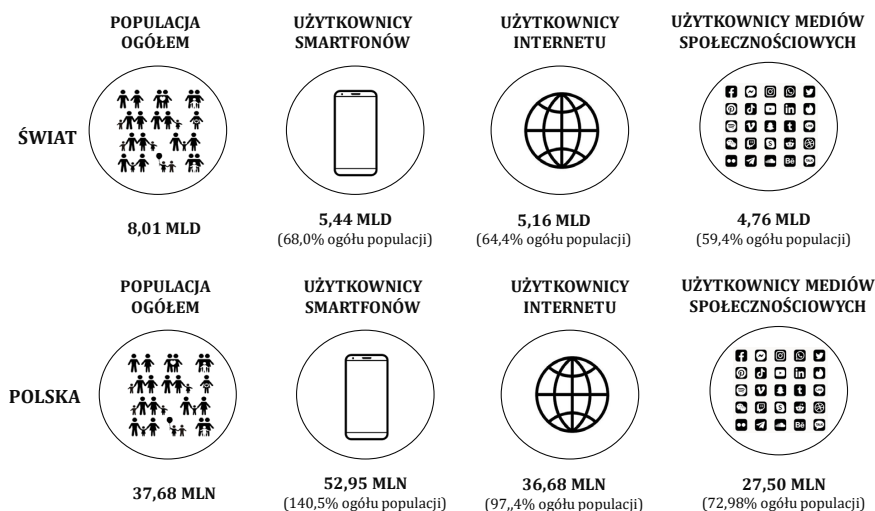 POPULACJA
OGÓŁEM
UŻYTKOWNICY
SMARTFONÓW
UŻYTKOWNICY
INTERNETU
UŻYTKOWNICY MEDIÓW
SPOŁECZNOŚCIOWYCH
ŚWIAT
8,01 MLD
5,44 MLD
(68,0% ogółu populacji)
5,16 MLD
(64,4% ogółu populacji)
4,76 MLD
(59,4% ogółu populacji)
POPULACJA
OGÓŁEM
UŻYTKOWNICY
SMARTFONÓW
UŻYTKOWNICY
INTERNETU
UŻYTKOWNICY MEDIÓW
SPOŁECZNOŚCIOWYCH
POLSKA
37,68 MLN
52,95 MLN
(140,5% ogółu populacji)
36,68 MLN
(97,,4% ogółu populacji)
27,50 MLN
(72,98% ogółu populacji)